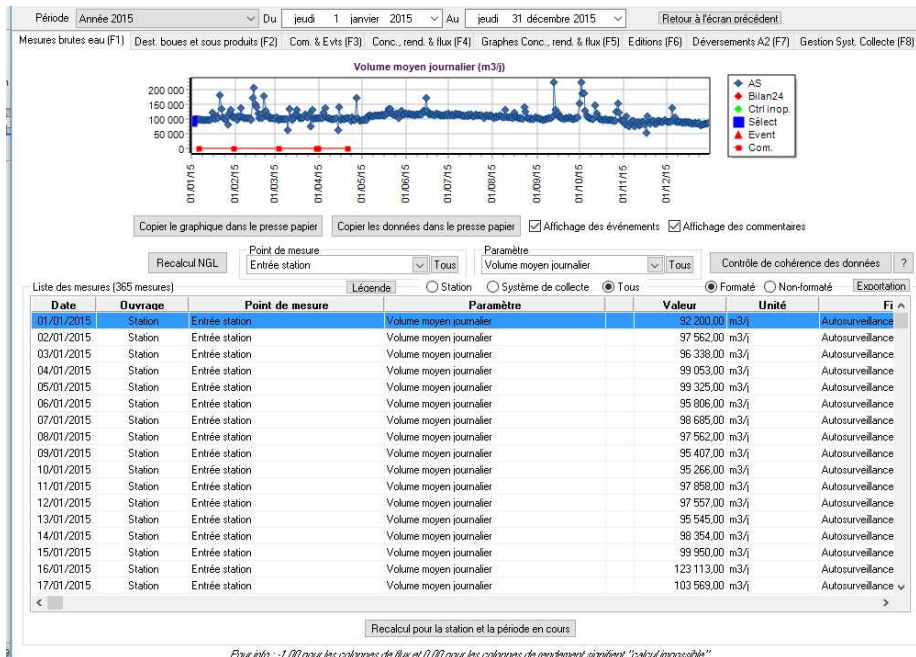 Période Année 2015 Du jeudi 1 janvier 2015 Au jeudi 31 décembre 2015 Retour à l'écran précédent
Mesures brutes eau (F1) Dest. boues et sous produits (F2) Com. & Evts (F3) Conc., rend. & flux (F4) Graphes Conc., rend. & flux (F5) Editions (F6) Déversements A2 (F7) Gestion Syst. Collecte (F8)
Volume moyen journalier (m3/j)
200 000
150 000
100 000
50 000
0
01/01/15 01/02/15 01/03/15 01/04/15 01/05/15 01/06/15 01/07/15 01/08/15 01/09/15 01/10/15 01/11/15 01/12/15
AS
Bilan24
Ctrl inop.
Sélect
Event
Com.
Copier le graphique dans le presse papier Copier les données dans le presse papier Affichage des événements Affichage des commentaires
Point de mesure Paramètre
Recalcul NGL Entrée station Tous Volume moyen journalier Tous Contrôle de cohérence des données ?
Liste des mesures (365 mesures) Légende Station Système de collecte Tous Formaté Non-formaté Exportation
Date Ouvrage Point de mesure Paramètre Valeur Unité Fi
01/01/2015 Station Entrée station Volume moyen journalier 92 200,00 m3/j Autosurveillance
02/01/2015 Station Entrée station Volume moyen journalier 97 562,00 m3/j Autosurveillance
03/01/2015 Station Entrée station Volume moyen journalier 96 338,00 m3/j Autosurveillance
04/01/2015 Station Entrée station Volume moyen journalier 99 053,00 m3/j Autosurveillance
05/01/2015 Station Entrée station Volume moyen journalier 99 325,00 m3/j Autosurveillance
06/01/2015 Station Entrée station Volume moyen journalier 95 806,00 m3/j Autosurveillance
07/01/2015 Station Entrée station Volume moyen journalier 98 685,00 m3/j Autosurveillance
08/01/2015 Station Entrée station Volume moyen journalier 97 562,00 m3/j Autosurveillance
09/01/2015 Station Entrée station Volume moyen journalier 95 407,00 m3/j Autosurveillance
10/01/2015 Station Entrée station Volume moyen journalier 95 266,00 m3/j Autosurveillance
11/01/2015 Station Entrée station Volume moyen journalier 97 858,00 m3/j Autosurveillance
12/01/2015 Station Entrée station Volume moyen journalier 97 557,00 m3/j Autosurveillance
13/01/2015 Station Entrée station Volume moyen journalier 95 545,00 m3/j Autosurveillance
14/01/2015 Station Entrée station Volume moyen journalier 98 354,00 m3/j Autosurveillance
15/01/2015 Station Entrée station Volume moyen journalier 99 950,00 m3/j Autosurveillance
16/01/2015 Station Entrée station Volume moyen journalier 123 113,00 m3/j Autosurveillance
17/01/2015 Station Entrée station Volume moyen journalier 103 569,00 m3/j Autosurveillance
Recalcul pour la station et la période en cours
Pour info : -1,00 pour les colonnes de flux et 0,00 pour les colonnes de rendement signifient "calcul impossible"